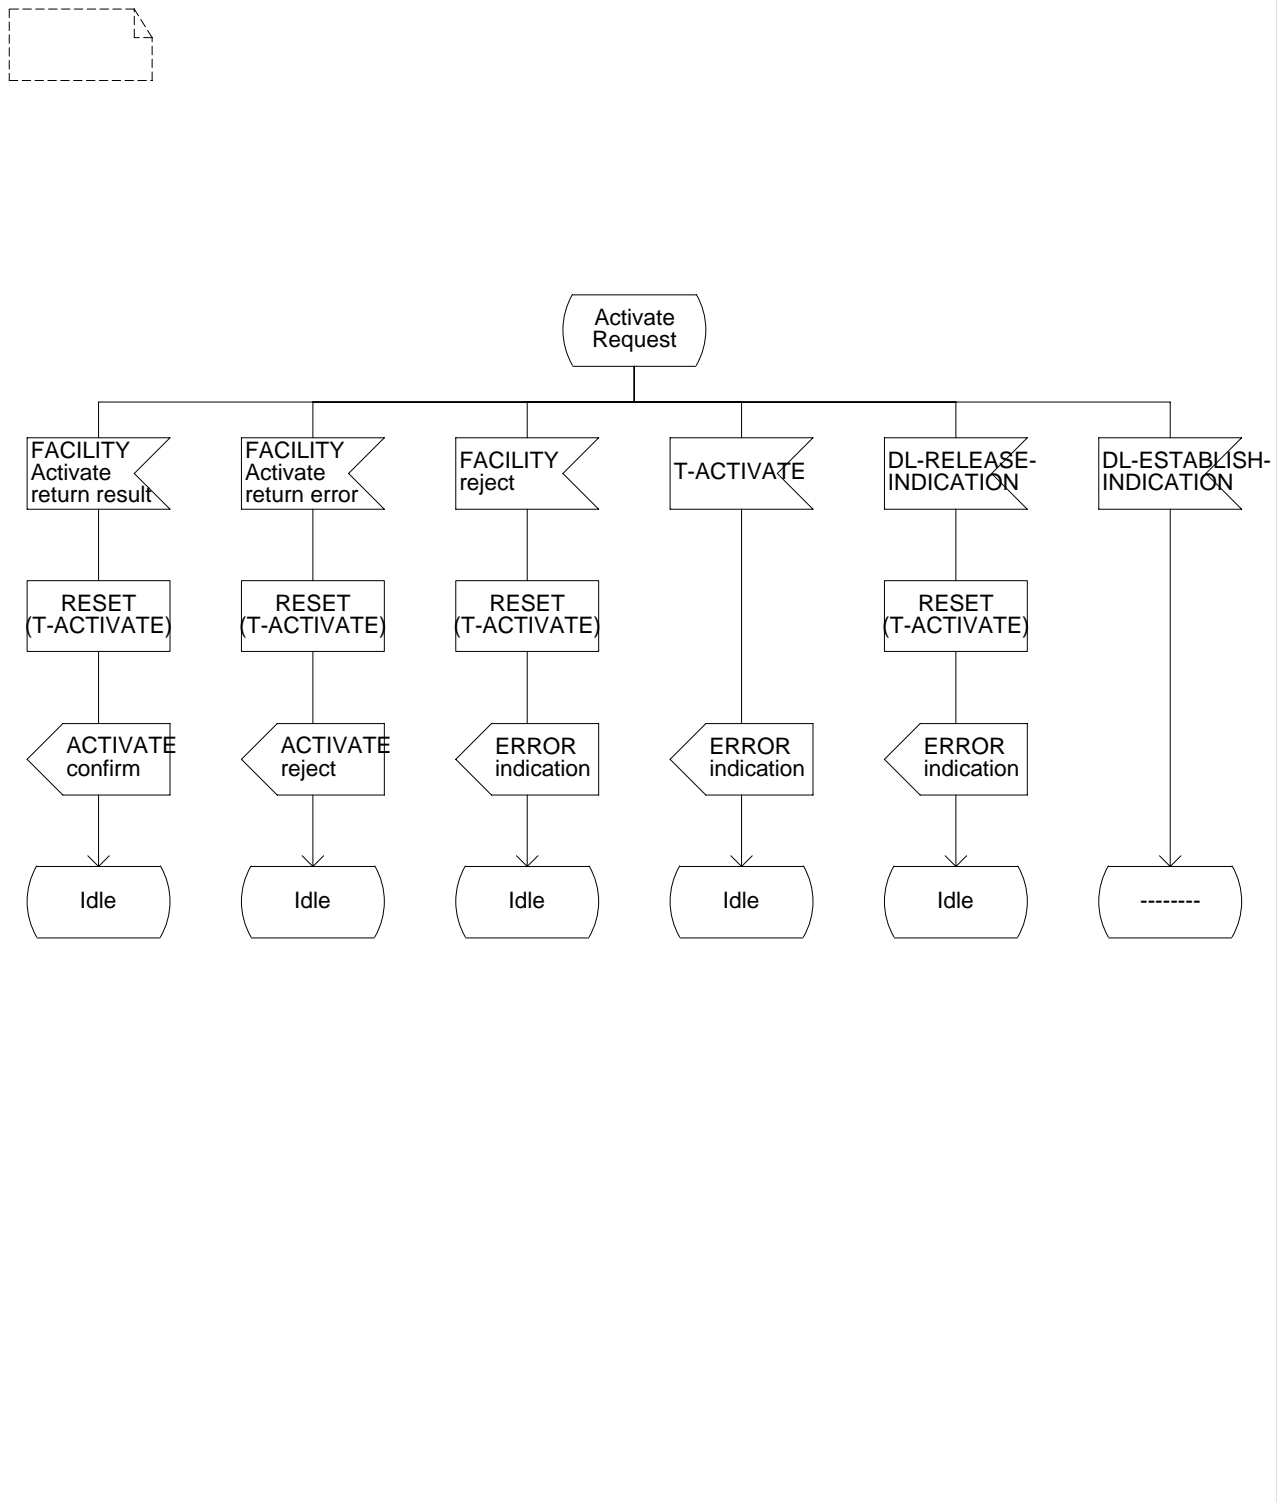 Activate
Request
FACILITY
Activate
return result
FACILITY
Activate
return error
FACILITY
reject
T-ACTIVATE
DL-RELEASE-
INDICATION
DL-ESTABLISH-
INDICATION
RESET
(T-ACTIVATE)
RESET
(T-ACTIVATE)
RESET
(T-ACTIVATE)
RESET
(T-ACTIVATE)
ACTIVATE
confirm
ACTIVATE
reject
ERROR
indication
ERROR
indication
ERROR
indication
Idle
Idle
Idle
Idle
Idle
--------